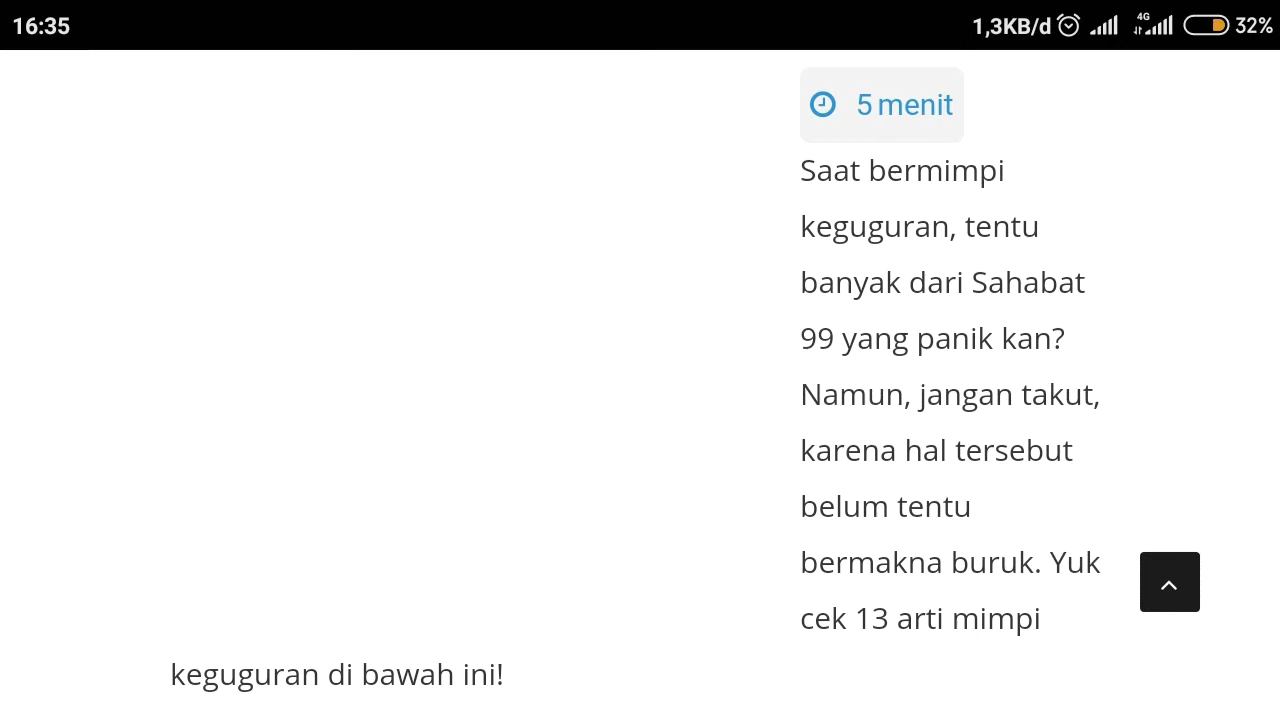 16:35
1,3KB/d 4G 32%
5 menit
Saat bermimpi
keguguran, tentu
banyak dari Sahabat
99 yang panik kan?
Namun, jangan takut,
karena hal tersebut
belum tentu
bermakna buruk. Yuk
cek 13 arti mimpi
keguguran di bawah ini!